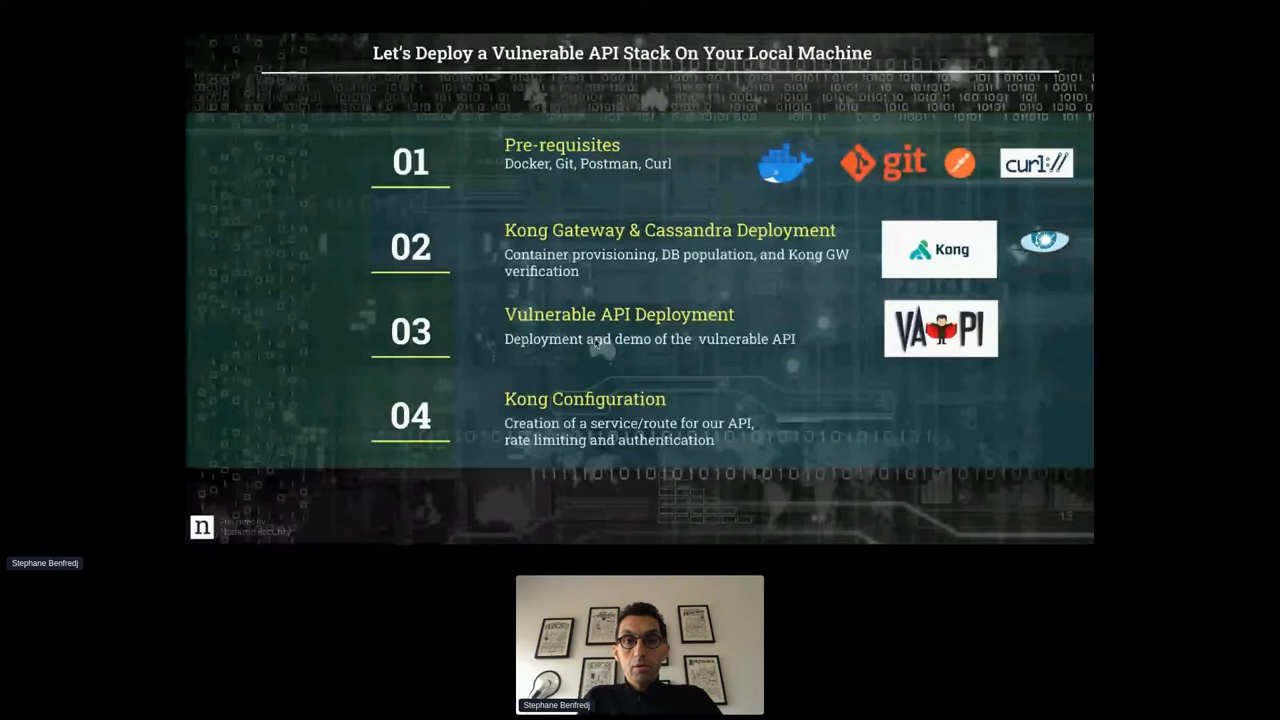 Let's Deploy a Vulnerable API Stack On Your Local Machine
01
Pre-requisites
Docker, Git, Postman, Curl
git
curl://
02
Kong Gateway & Cassandra Deployment
Container provisioning, DB population, and Kong GW
verification
Kong
03
Vulnerable API Deployment
Deployment and demo of the vulnerable API
VA PI
04
Kong Configuration
Creation of a service/route for our API,
rate limiting and authentication
n
13
Stephane Benfredj
Stephane Benfredj